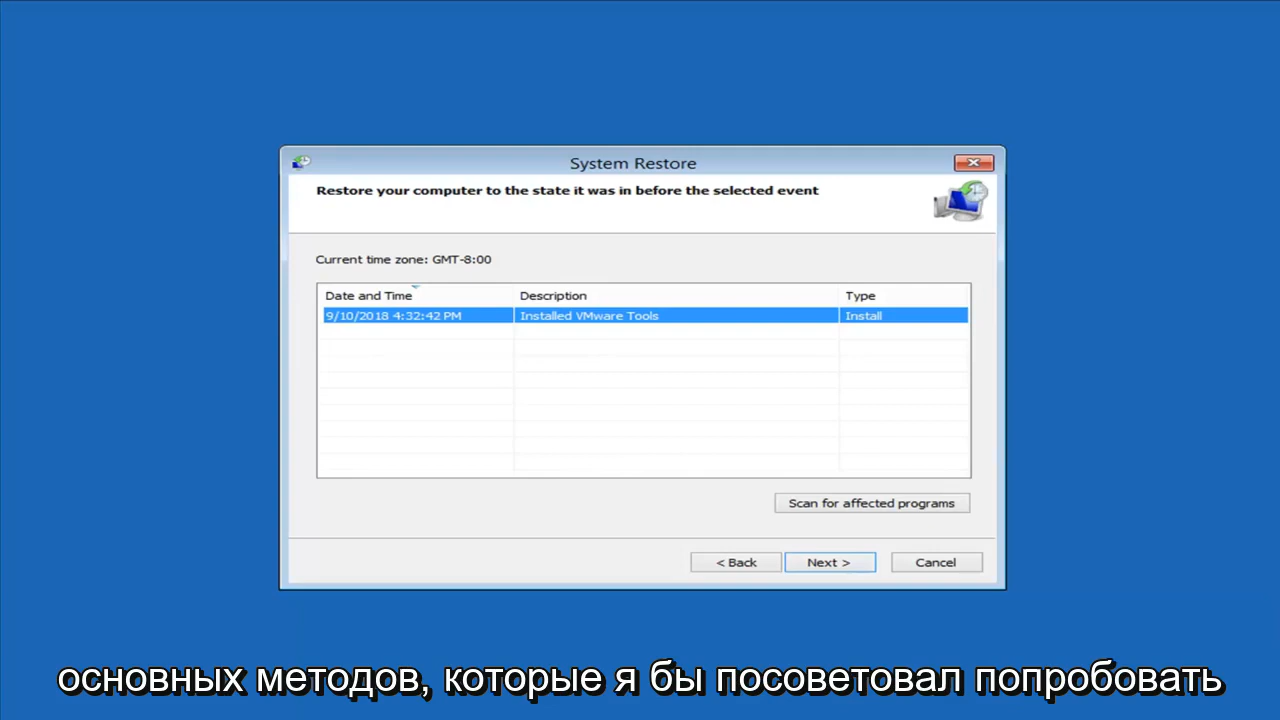 System Restore
Restore your computer to the state it was in before the selected event
Current time zone: GMT-8:00
Date and Time Description Type
9/10/2018 4:32:42 PM Installed VMware Tools Install
Scan for affected programs
< Back Next > Cancel
основных методов, которые я бы посоветовал попробовать